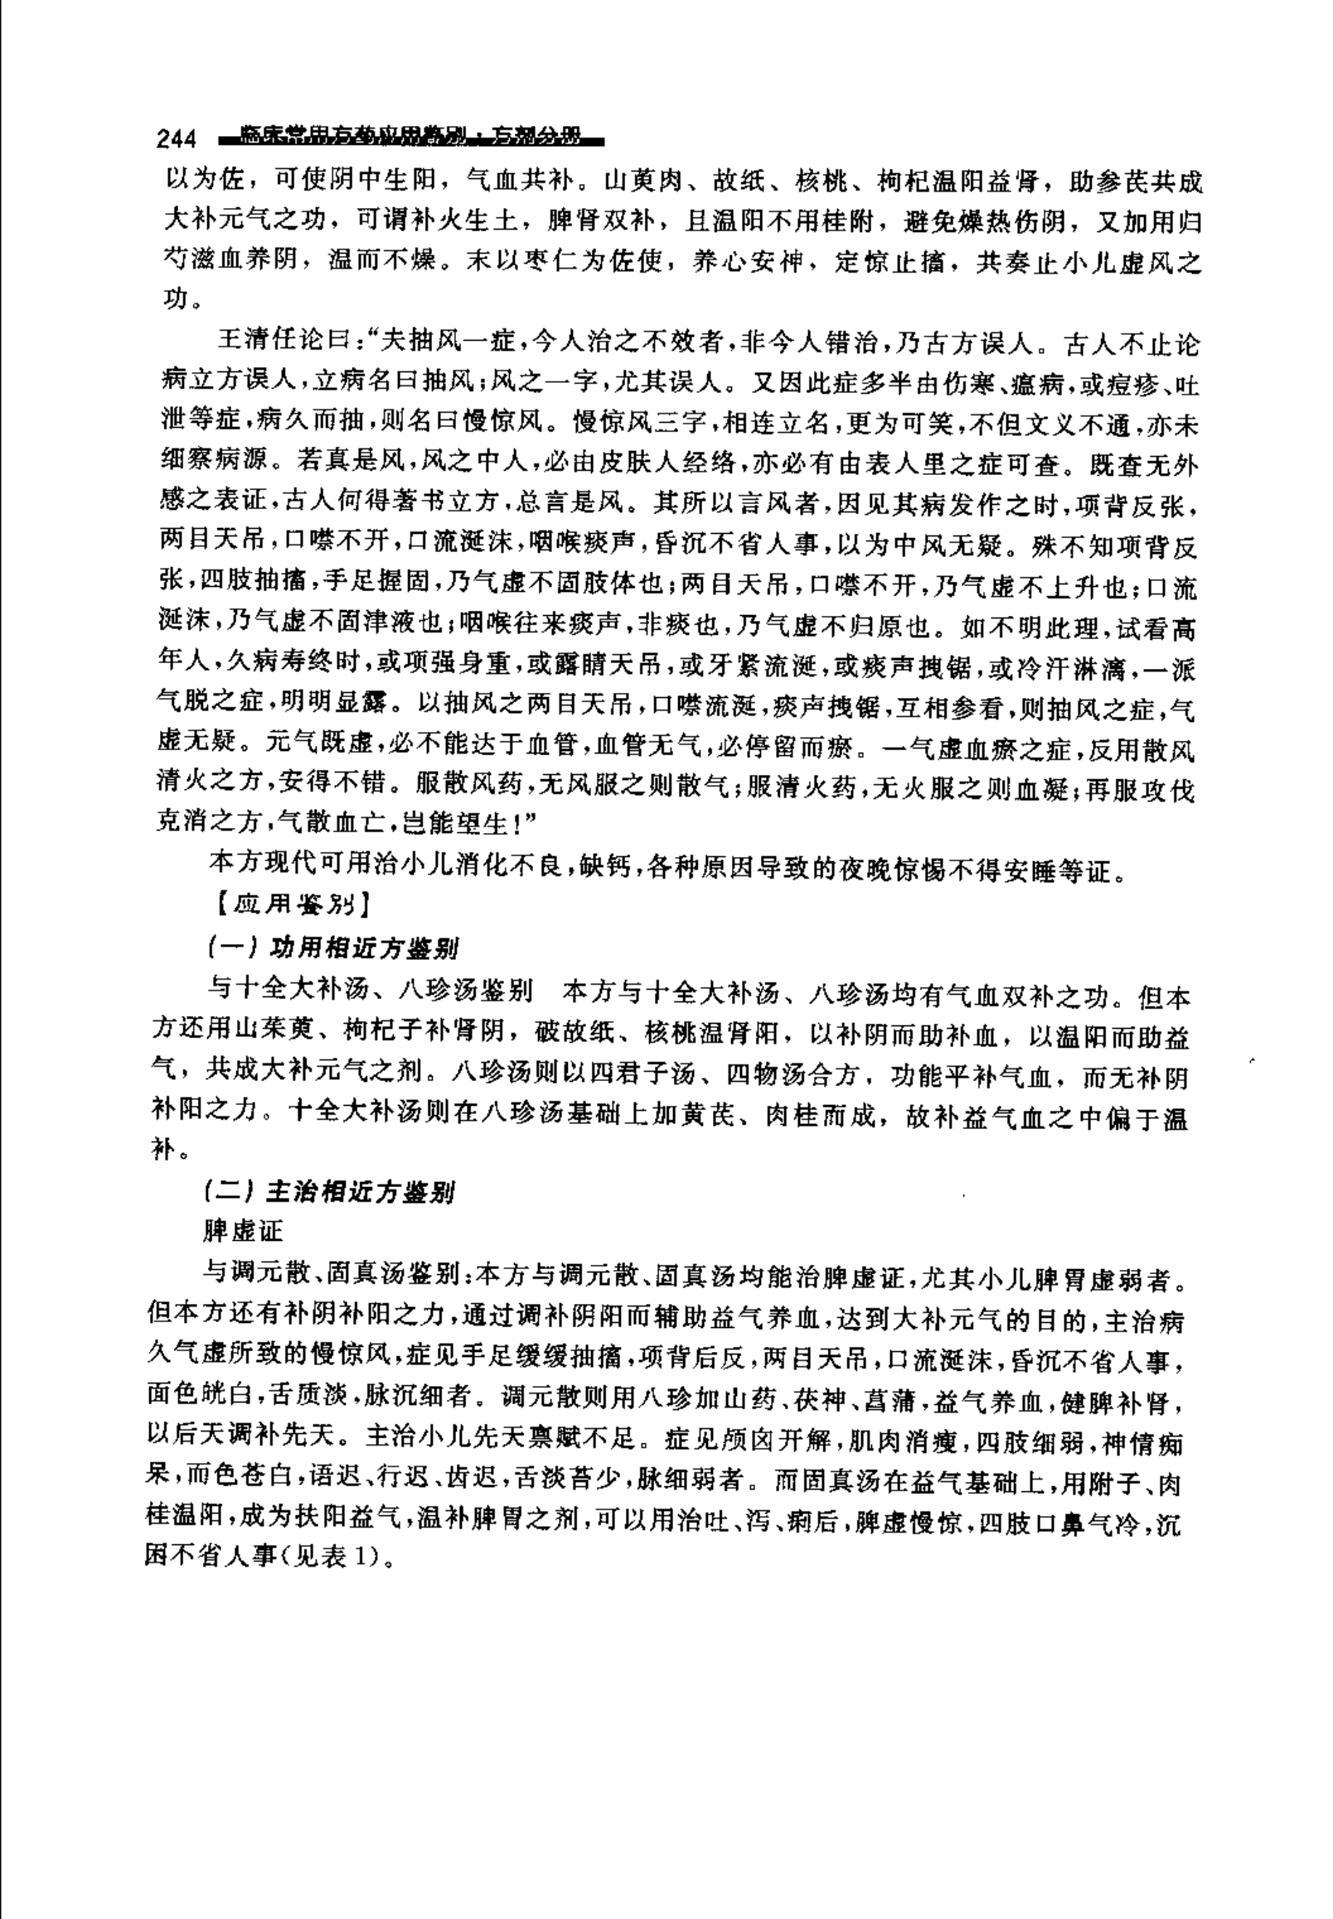 244 临床常用方药应用鉴别·方剂分册
以为佐，可使阴中生阳，气血共补。山萸肉、故纸、核桃、枸杞温阳益肾，助参芪共成
大补元气之功，可谓补火生土，脾肾双补，且温阳不用桂附，避免燥热伤阴，又加用归
芍滋血养阴，温而不燥。末以枣仁为佐使，养心安神，定惊止搐，共奏止小儿虚风之
功。
王清任论曰：“夫抽风一症，今人治之不效者，非今人错治，乃古方误人。古人不止论
病立方误人，立病名曰抽风；风之一字，尤其误人。又因此症多半由伤寒、瘟病，或痘疹、吐
泄等症，病久而抽，则名曰慢惊风。慢惊风三字，相连立名，更为可笑，不但文义不通，亦未
细察病源。若真是风，风之中人，必由皮肤人经络，亦必有由表人里之症可查。既查无外
感之表证，古人何得著书立方，总言是风。其所以言风者，因见其病发作之时，项背反张，
两目天吊，口噤不开，口流涎沫，咽喉痰声，昏沉不省人事，以为中风无疑。殊不知项背反
张，四肢抽搐，手足握固，乃气虚不固肢体也；两目天吊，口噤不开，乃气虚不上升也；口流
涎沫，乃气虚不固津液也；咽喉往来痰声，非痰也，乃气虚不归原也。如不明此理，试看高
年人，久病寿终时，或项强身重，或露睛天吊，或牙紧流涎，或痰声拽锯，或冷汗淋漓，一派
气脱之症，明明显露。以抽风之两目天吊，口噤流涎，痰声拽锯，互相参看，则抽风之症，气
虚无疑。元气既虚，必不能达于血管，血管无气，必停留而瘀。一气虚血瘀之症，反用散风
清火之方，安得不错。服散风药，无风服之则散气；服清火药，无火服之则血凝；再服攻伐
克消之方，气散血亡，岂能望生！”
本方现代可用治小儿消化不良，缺钙，各种原因导致的夜晚惊惕不得安睡等证。
【应用鉴别】
（一）功用相近方鉴别
与十全大补汤、八珍汤鉴别　本方与十全大补汤、八珍汤均有气血双补之功。但本
方还用山茱萸、枸杞子补肾阴，破故纸、核桃温肾阳，以补阴而助补血，以温阳而助益
气，共成大补元气之剂。八珍汤则以四君子汤、四物汤合方，功能平补气血，而无补阴
补阳之力。十全大补汤则在八珍汤基础上加黄芪、肉桂而成，故补益气血之中偏于温
补。
（二）主治相近方鉴别
脾虚证
与调元散、固真汤鉴别：本方与调元散、固真汤均能治脾虚证，尤其小儿脾胃虚弱者。
但本方还有补阴补阳之力，通过调补阴阳而辅助益气养血，达到大补元气的目的，主治病
久气虚所致的慢惊风，症见手足缓缓抽搐，项背后反，两目天吊，口流涎沫，昏沉不省人事，
面色㿠白，舌质淡，脉沉细者。调元散则用八珍加山药、茯神、菖蒲，益气养血，健脾补肾，
以后天调补先天。主治小儿先天禀赋不足。症见颅囟开解，肌肉消瘦，四肢细弱，神情痴
呆，而色苍白，语迟、行迟、齿迟，舌淡苔少，脉细弱者。而固真汤在益气基础上，用附子、肉
桂温阳，成为扶阳益气，温补脾胃之剂，可以用治吐、泻、痢后，脾虚慢惊，四肢口鼻气冷，沉
困不省人事（见表1）。